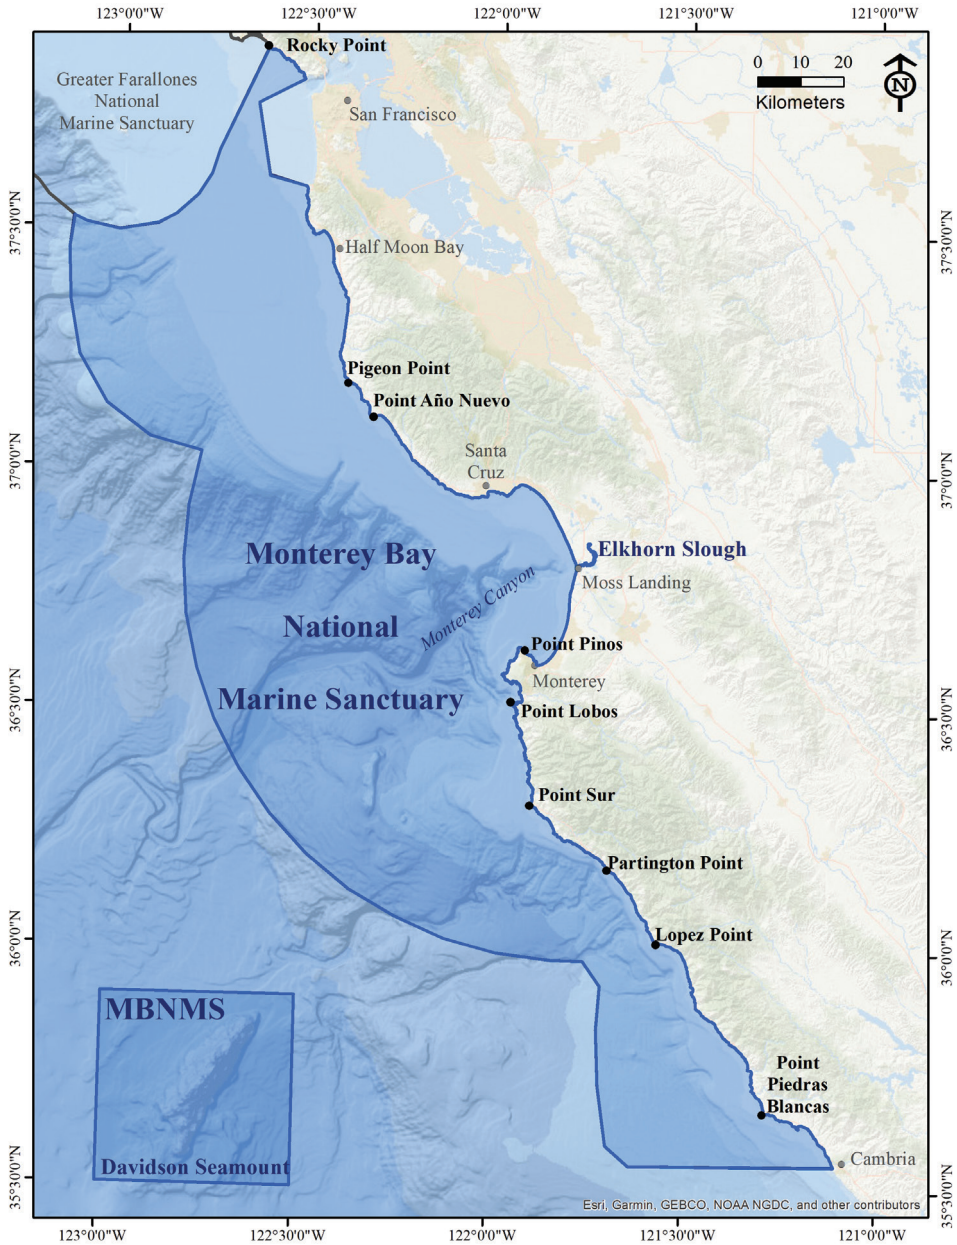 123°0'0"W
122°30'0"W
122°0'0"W
121°30'0"W
121°0'0"W
Rocky Point
Greater Farallones
National
Marine Sanctuary
0 10 20
Kilometers
N
San Francisco
37°30'0"N
37°30'0"N
Half Moon Bay
Pigeon Point
Point Año Nuevo
Santa
Cruz
37°0'0"N
37°0'0"N
Monterey Bay
National
Marine Sanctuary
Elkhorn Slough
Moss Landing
Monterey Canyon
Point Pinos
Monterey
Point Lobos
36°30'0"N
36°30'0"N
Point Sur
Partington Point
Lopez Point
36°0'0"N
36°0'0"N
MBNMS
Davidson Seamount
Point
Piedras
Blancas
Cambria
35°30'0"N
35°30'0"N
Esri, Garmin, GEBCO, NOAA NGDC, and other contributors
123°0'0"W
122°30'0"W
122°0'0"W
121°30'0"W
121°0'0"W